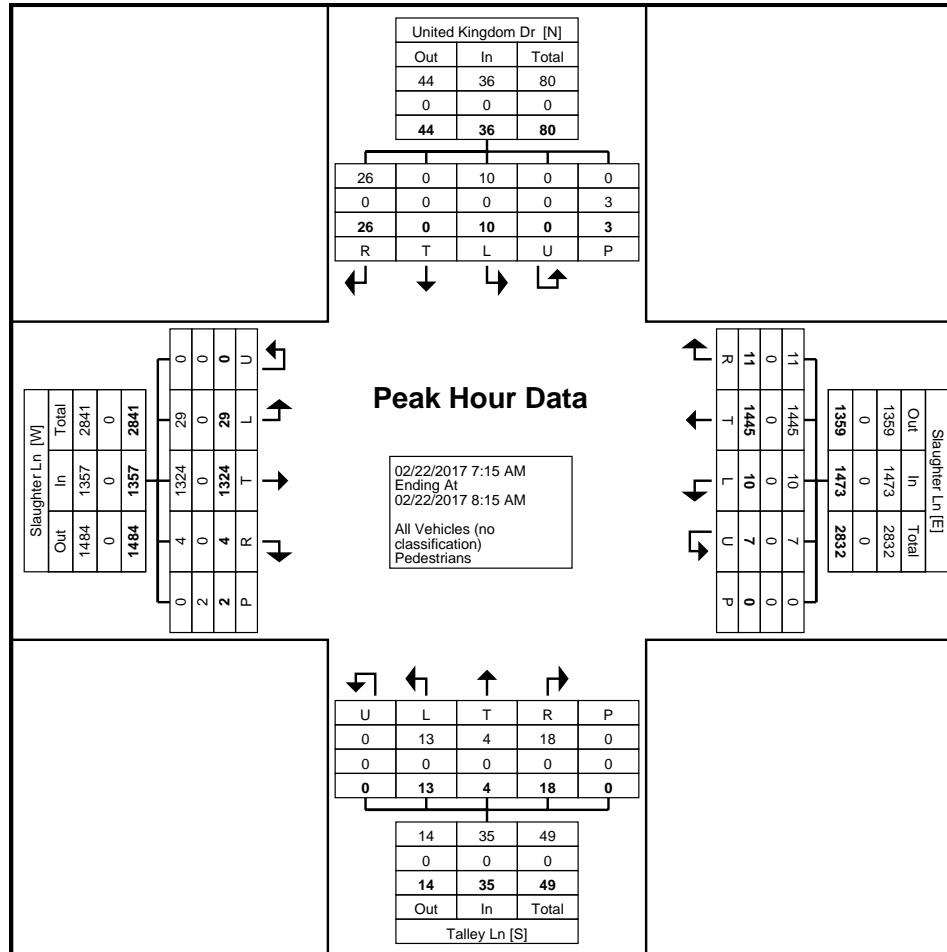 United Kingdom Dr [N]
Out In Total
44 36 80
0 0 0
44 36 80
26 0 10 0 0
0 0 0 0 3
26 0 10 0 3
R T L U P
Slaughter Ln [W]
Total In Out
2841 1357 1484
0 0 0
2841 1357 1484
0 29 1324 4 0
0 0 0 0 2
0 29 1324 4 2
U L T R P
Peak Hour Data
02/22/2017 7:15 AM
Ending At
02/22/2017 8:15 AM
All Vehicles (no
classification)
Pedestrians
R T L U P
11 1445 10 7 0
0 0 0 0 0
11 1445 10 7 0
1359 1473 2832
0 0 0
1359 1473 2832
Out In Total
Slaughter Ln [E]
U L T R P
0 13 4 18 0
0 0 0 0 0
0 13 4 18 0
14 35 49
0 0 0
14 35 49
Out In Total
Talley Ln [S]